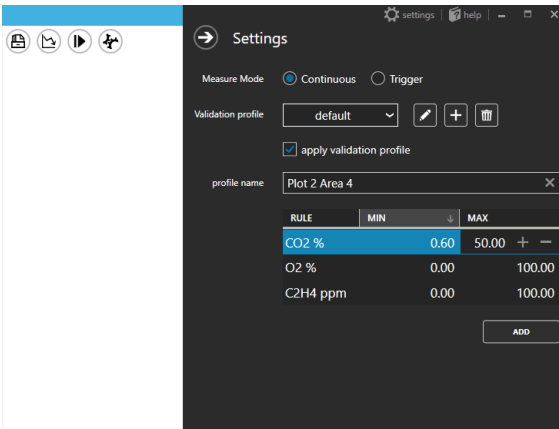 settings | help |
Settings
Measure Mode Continuous Trigger
Validation profile default
apply validation profile
profile name Plot 2 Area 4
RULE MIN MAX
CO2 % 0.60 50.00
O2 % 0.00 100.00
C2H4 ppm 0.00 100.00
ADD